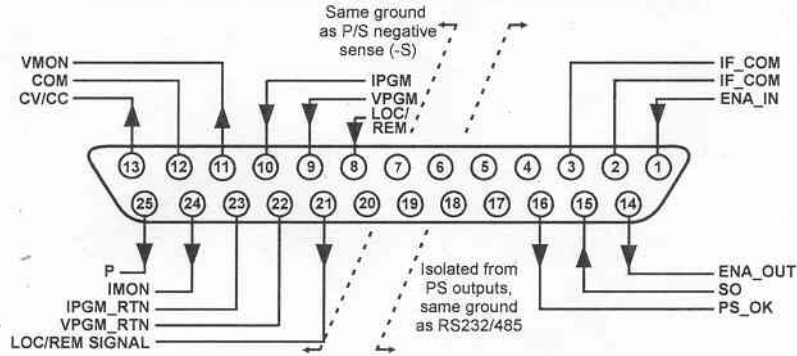 Same ground
as P/S negative
sense (-S)
VMON
COM
CV/CC
IPGM
VPGM
LOC/
REM
IF_COM
IF_COM
ENA_IN
13 12 11 10 9 8 7 6 5 4 3 2 1
25 24 23 22 21 20 19 18 17 16 15 14
P
IMON
IPGM_RTN
VPGM_RTN
LOC/REM SIGNAL
Isolated from
PS outputs,
same ground
as RS232/485
ENA_OUT
SO
PS_OK